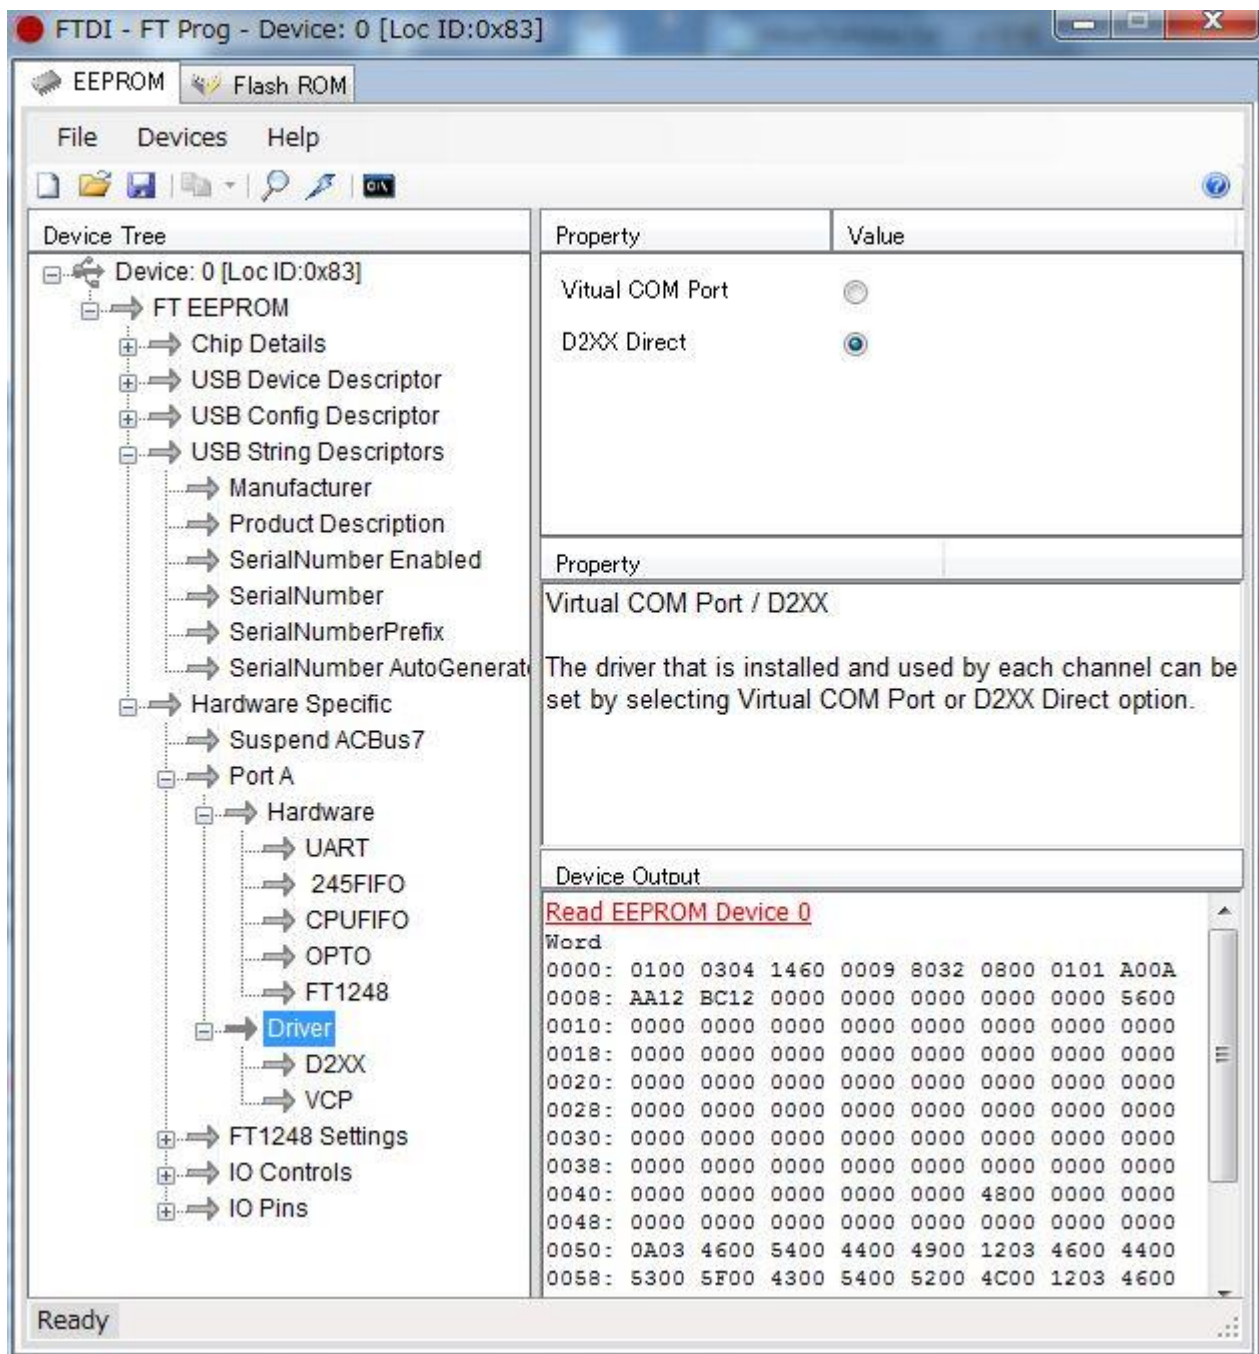 FTDI - FT Prog - Device: 0 [Loc ID:0x83]
EEPROM
Flash ROM
File Devices Help
Device Tree
Device: 0 [Loc ID:0x83]
FT EEPROM
Chip Details
USB Device Descriptor
USB Config Descriptor
USB String Descriptors
Manufacturer
Product Description
SerialNumber Enabled
SerialNumber
SerialNumberPrefix
SerialNumber AutoGenerat
Hardware Specific
Suspend ACBus7
Port A
Hardware
UART
245FIFO
CPUFIFO
OPTO
FT1248
Driver
D2XX
VCP
FT1248 Settings
IO Controls
IO Pins
Property Value
Vitual COM Port
D2XX Direct
Property
Virtual COM Port / D2XX
The driver that is installed and used by each channel can be
set by selecting Virtual COM Port or D2XX Direct option.
Device Output
Read EEPROM Device 0
Word
0000: 0100 0304 1460 0009 8032 0800 0101 A00A
0008: AA12 BC12 0000 0000 0000 0000 0000 5600
0010: 0000 0000 0000 0000 0000 0000 0000 0000
0018: 0000 0000 0000 0000 0000 0000 0000 0000
0020: 0000 0000 0000 0000 0000 0000 0000 0000
0028: 0000 0000 0000 0000 0000 0000 0000 0000
0030: 0000 0000 0000 0000 0000 0000 0000 0000
0038: 0000 0000 0000 0000 0000 0000 0000 0000
0040: 0000 0000 0000 0000 0000 4800 0000 0000
0048: 0000 0000 0000 0000 0000 0000 0000 0000
0050: 0A03 4600 5400 4400 4900 1203 4600 4400
0058: 5300 5F00 4300 5400 5200 4C00 1203 4600
Ready